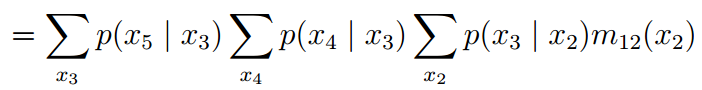 = ∑_{x_3} p(x_5 | x_3) ∑_{x_4} p(x_4 | x_3) ∑_{x_2} p(x_3 | x_2) m_{12}(x_2)